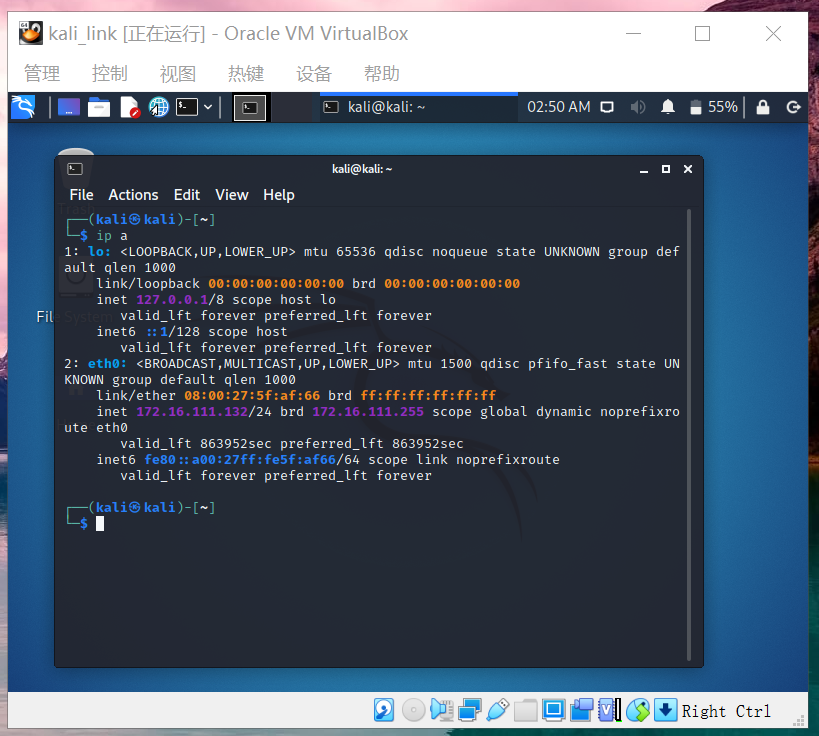 kali_link [正在运行] - Oracle VM VirtualBox
管理 控制 视图 热键 设备 帮助
kali@kali: ~ 02:50 AM 55%
kali@kali: ~
File Actions Edit View Help
┌──(kali㉿kali)-[~]
└─$ ip a
1: lo: <LOOPBACK,UP,LOWER_UP> mtu 65536 qdisc noqueue state UNKNOWN group def
ault qlen 1000
    link/loopback 00:00:00:00:00:00 brd 00:00:00:00:00:00
    inet 127.0.0.1/8 scope host lo
       valid_lft forever preferred_lft forever
    inet6 ::1/128 scope host
       valid_lft forever preferred_lft forever
2: eth0: <BROADCAST,MULTICAST,UP,LOWER_UP> mtu 1500 qdisc pfifo_fast state UN
KNOWN group default qlen 1000
    link/ether 08:00:27:5f:af:66 brd ff:ff:ff:ff:ff:ff
    inet 172.16.111.132/24 brd 172.16.111.255 scope global dynamic noprefixro
ute eth0
       valid_lft 863952sec preferred_lft 863952sec
    inet6 fe80::a00:27ff:fe5f:af66/64 scope link noprefixroute
       valid_lft forever preferred_lft forever
┌──(kali㉿kali)-[~]
└─$
File System
Right Ctrl